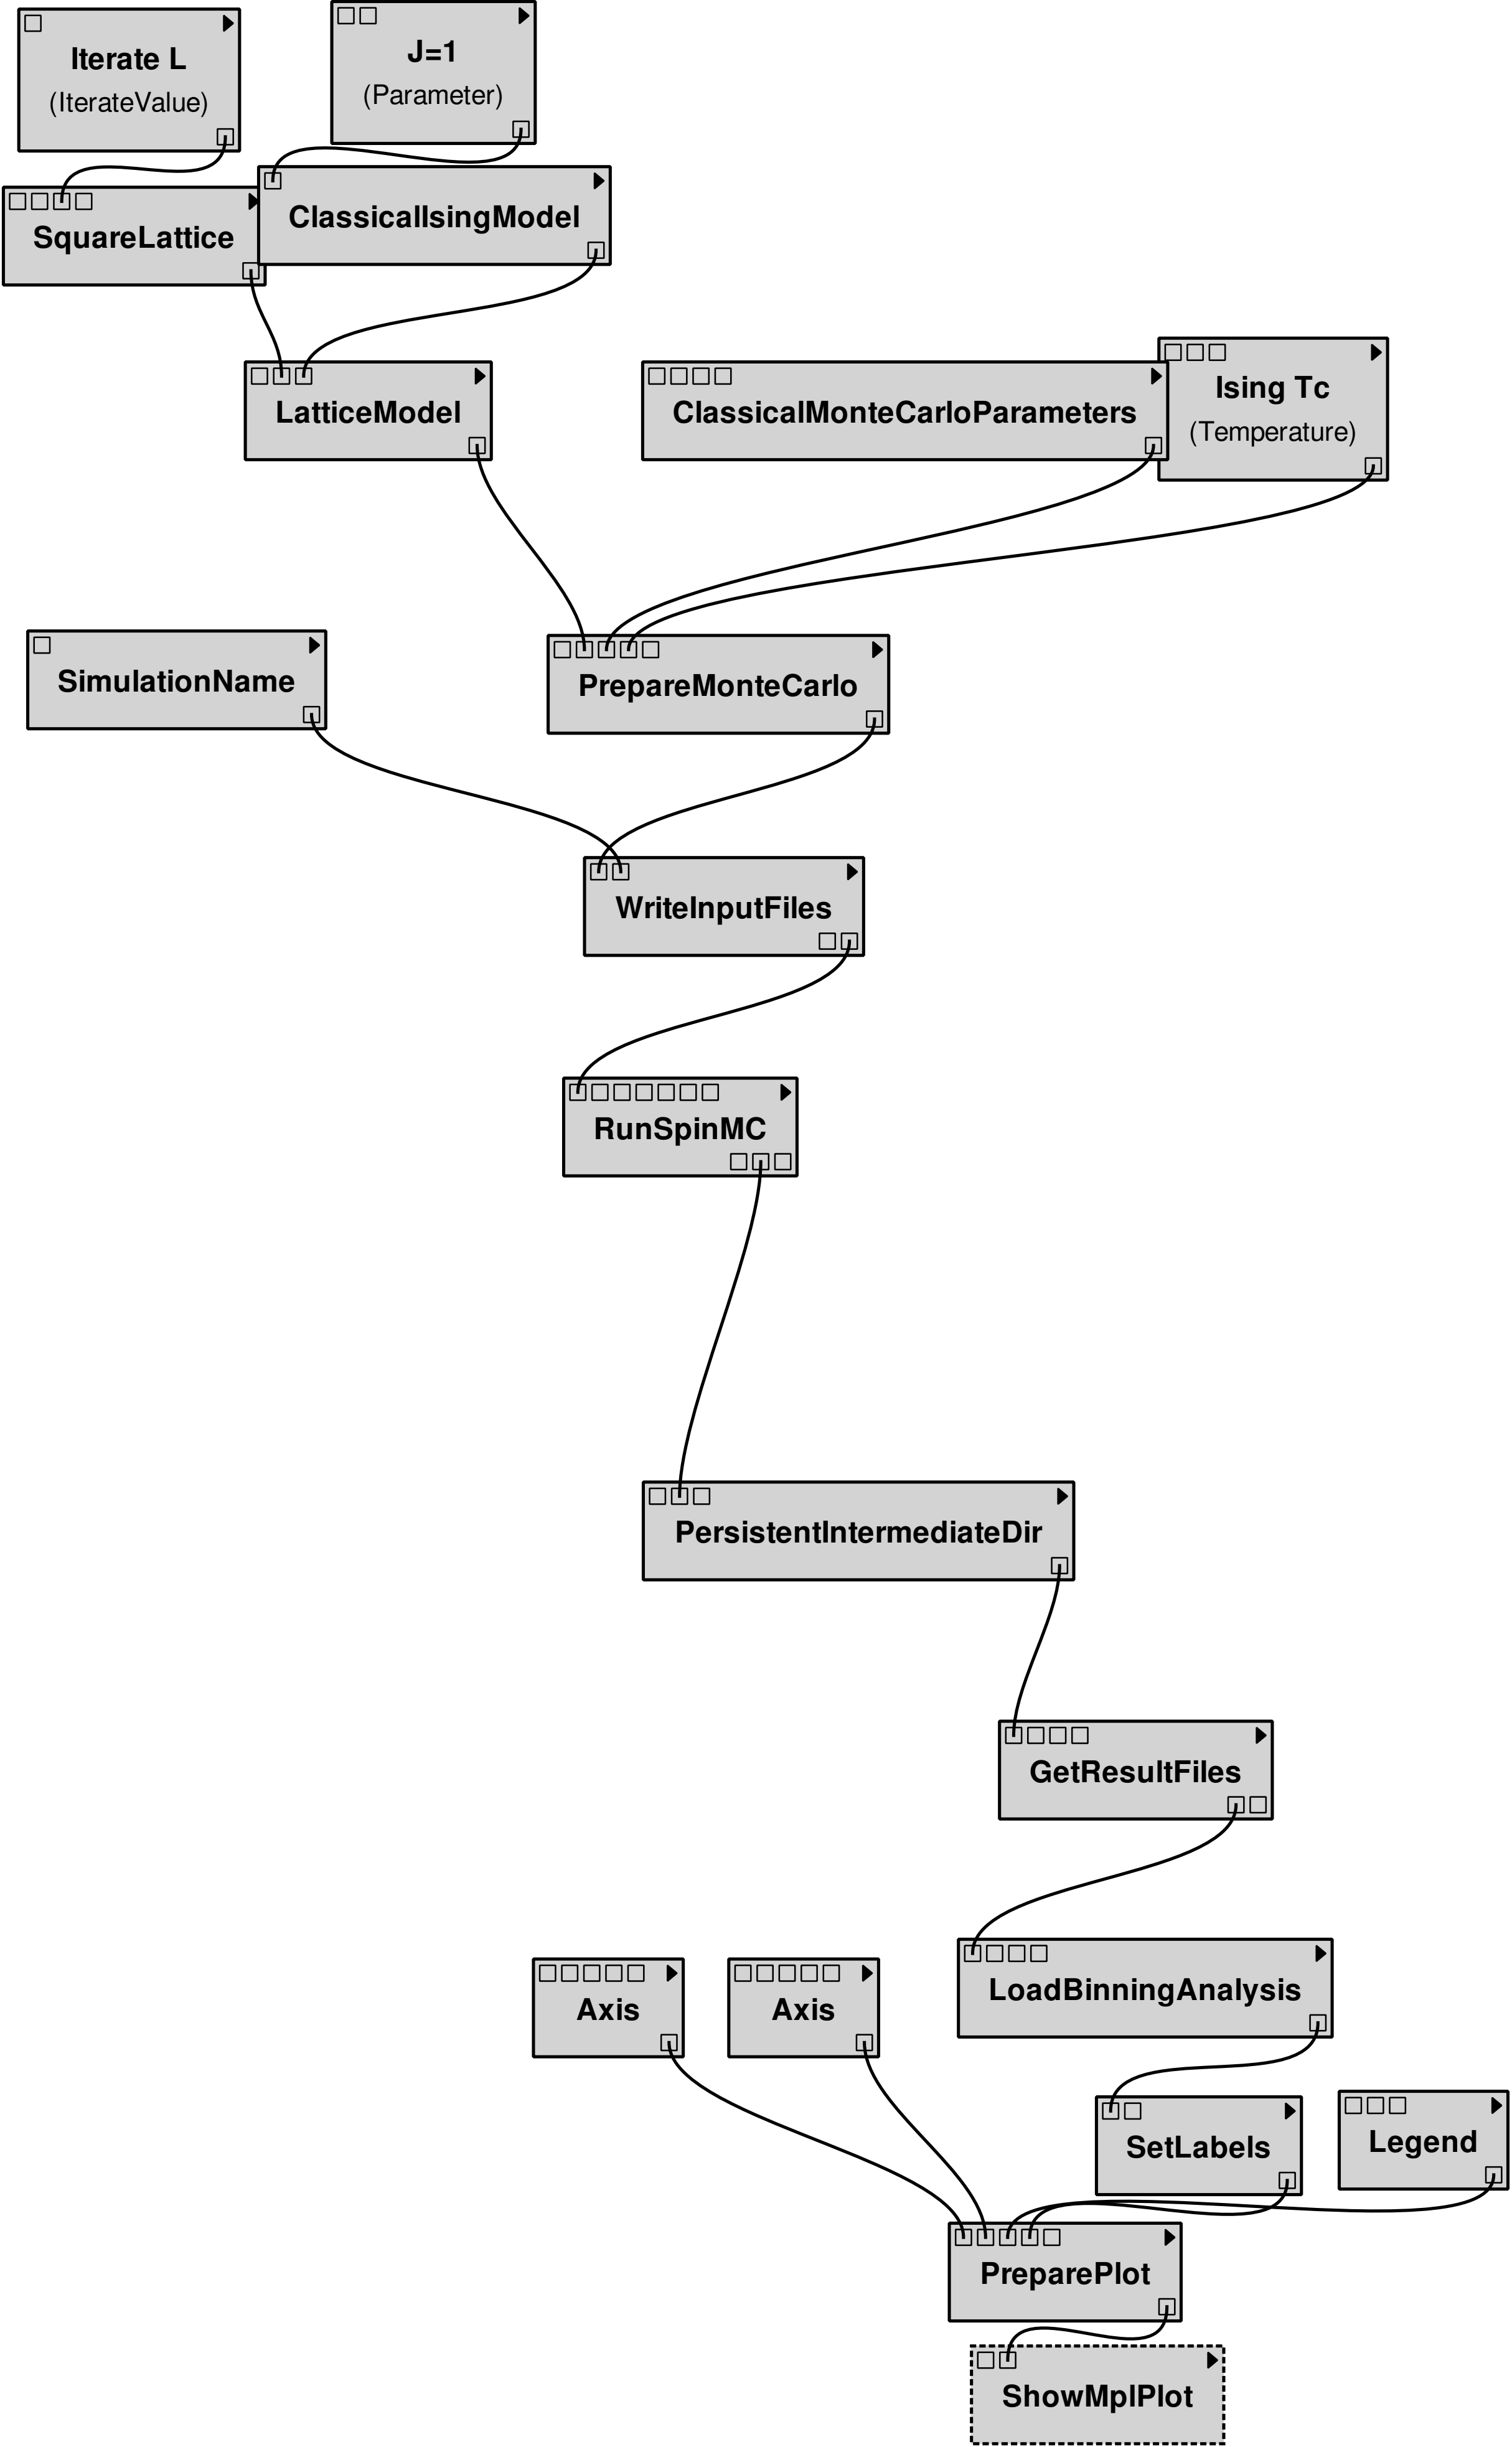 Iterate L
(IterateValue)
J=1
(Parameter)
SquareLattice
ClassicalIsingModel
LatticeModel
ClassicalMonteCarloParameters
Ising Tc
(Temperature)
SimulationName
PrepareMonteCarlo
WriteInputFiles
RunSpinMC
PersistentIntermediateDir
GetResultFiles
LoadBinningAnalysis
Axis
Axis
SetLabels
Legend
PreparePlot
ShowMplPlot